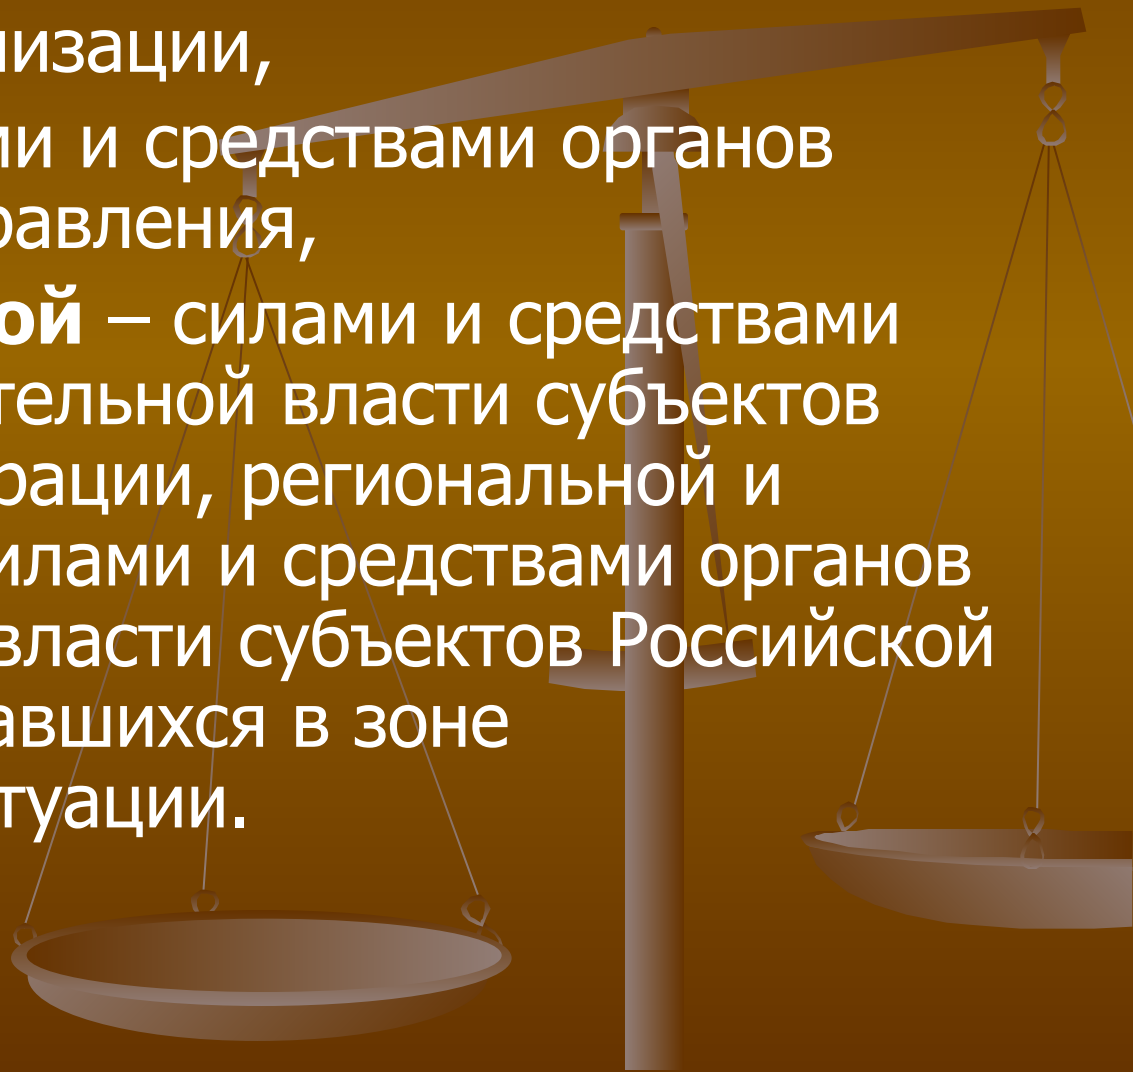 низации,
ми и средствами органов
равления,
ой – силами и средствами
тельной власти субъектов
рации, региональной и
илами и средствами органов
власти субъектов Российской
авшихся в зоне
туации.